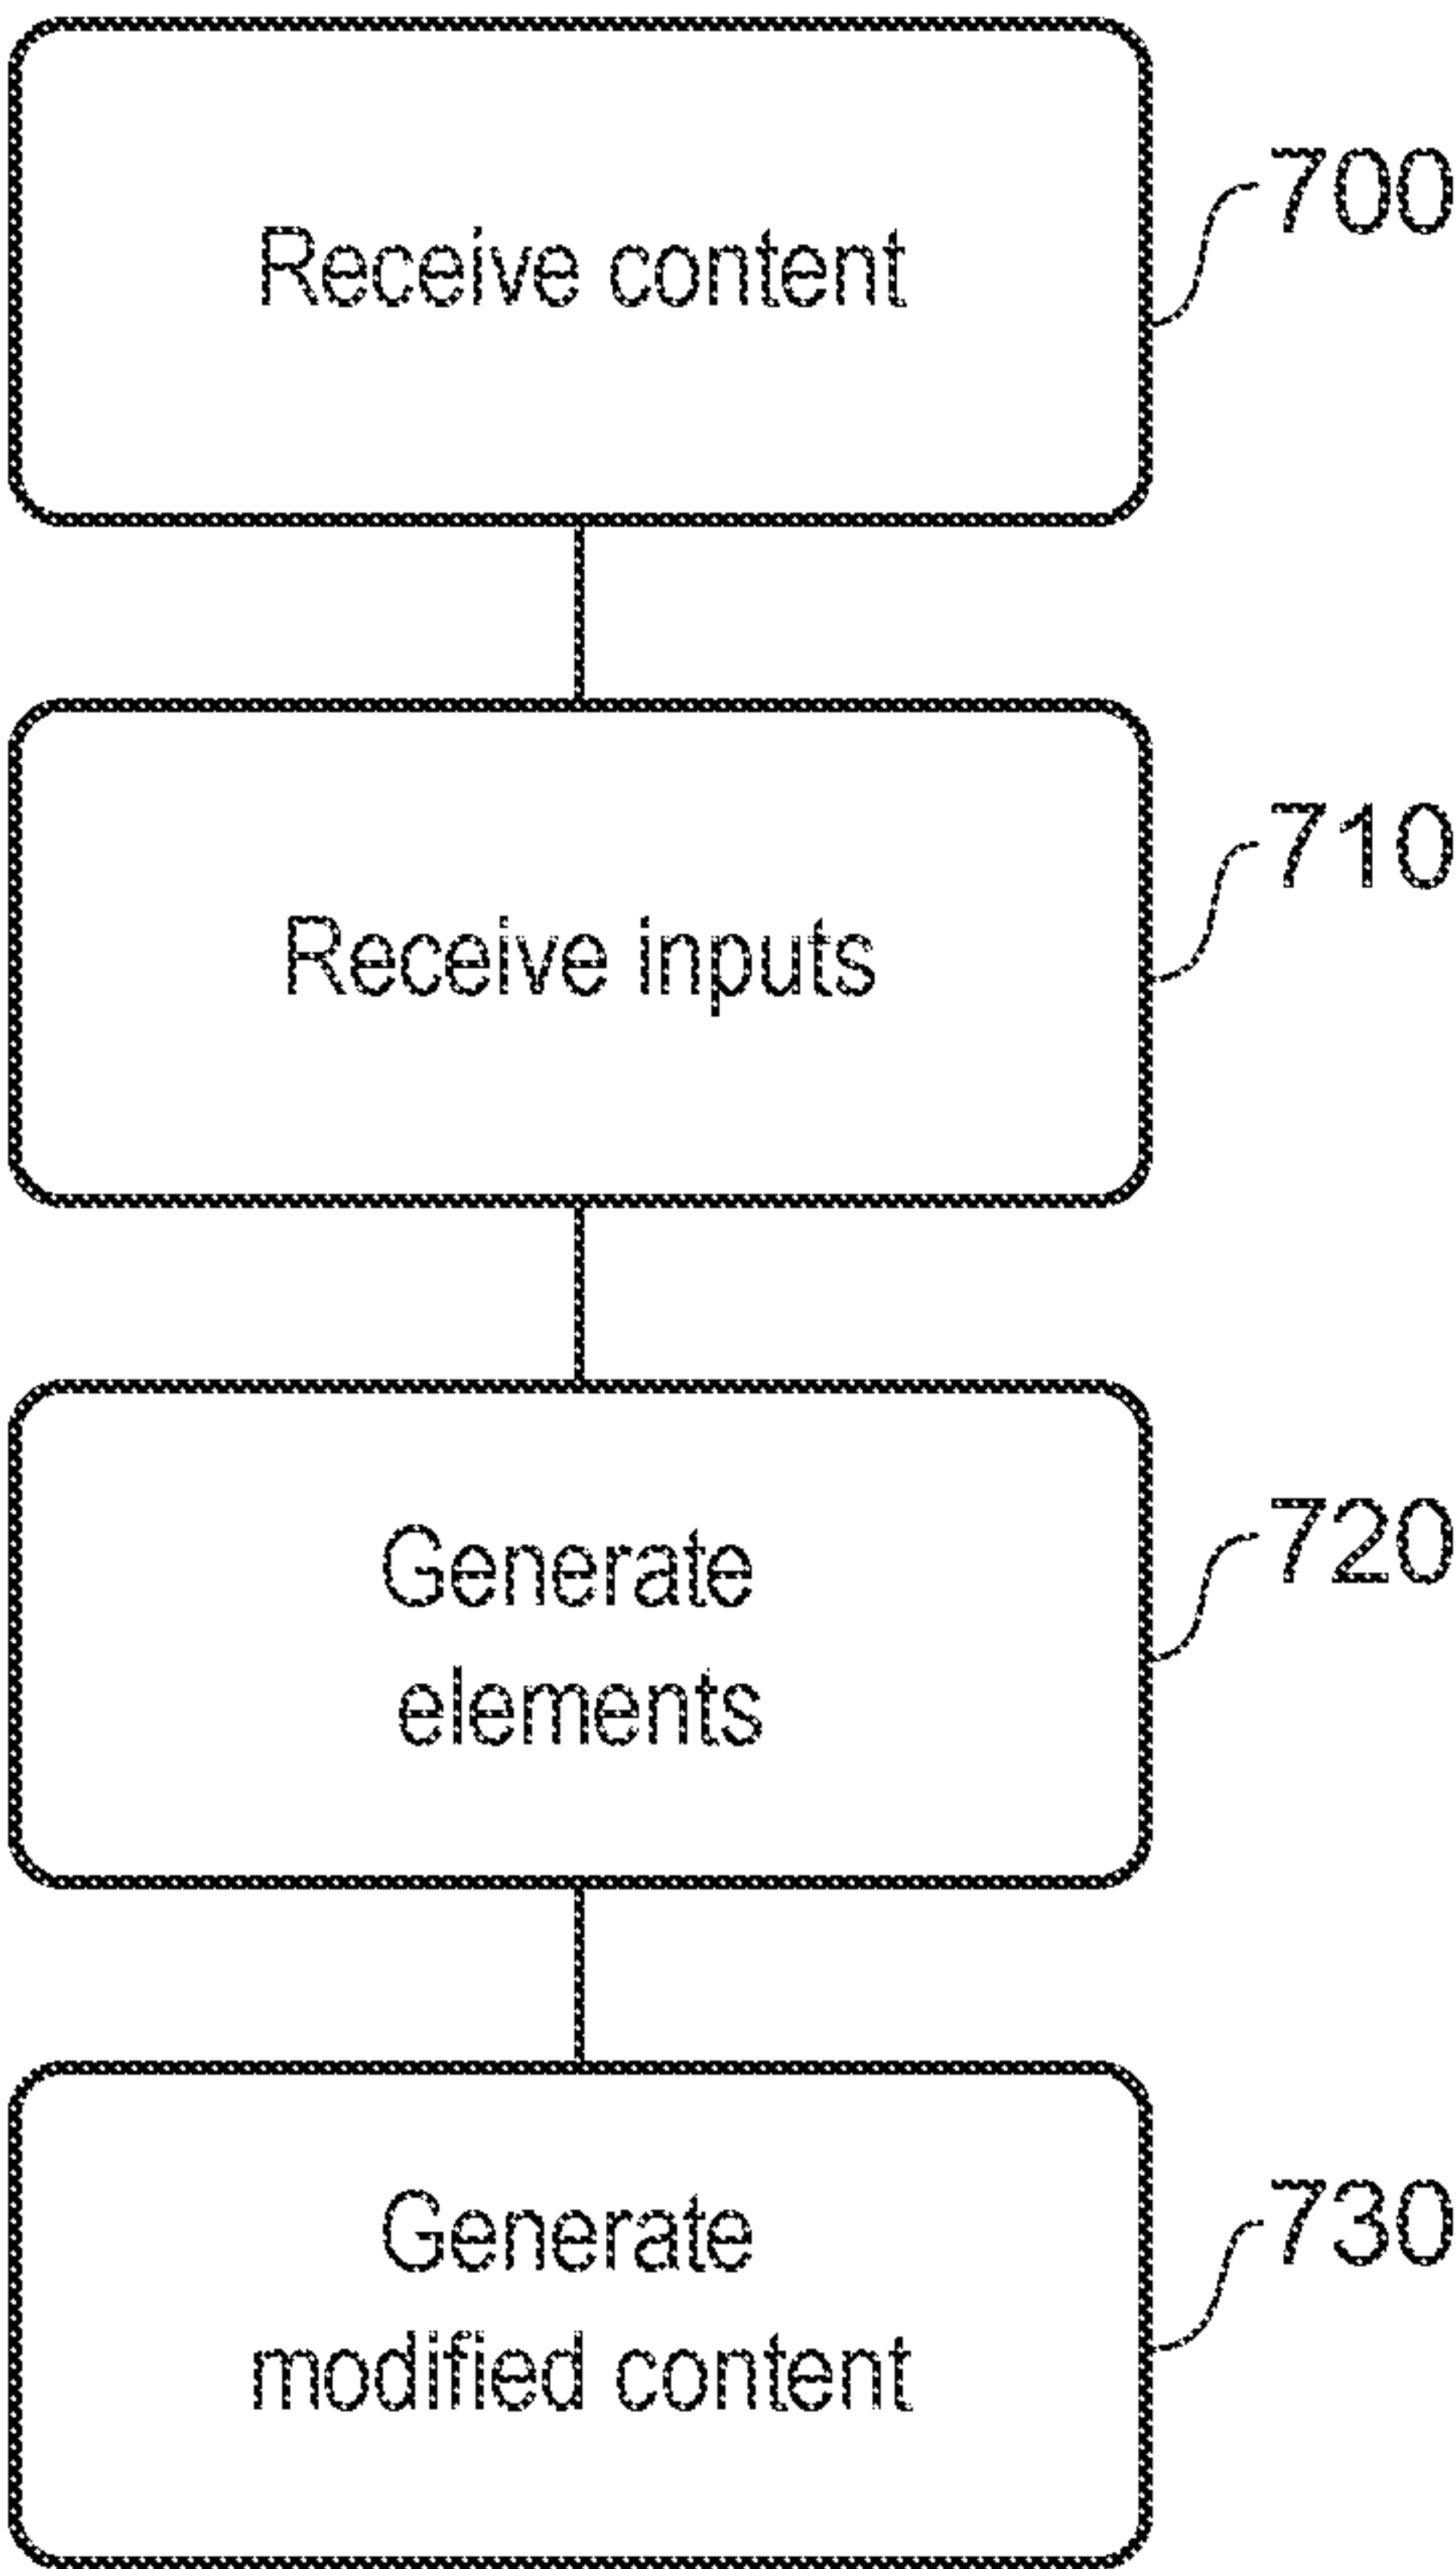 Receive content
700
Receive inputs
710
Generate
elements
720
Generate
modified content
730